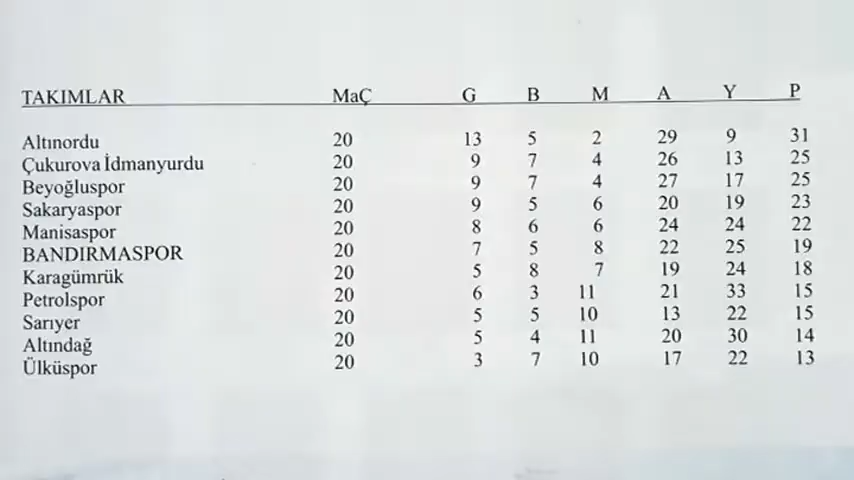 TAKIMLAR MaÇ G B M A Y P
Altınordu 20 13 5 2 29 9 31
Çukurova İdmanyurdu 20 9 7 4 26 13 25
Beyoğluspor 20 9 7 4 27 17 25
Sakaryaspor 20 9 5 6 20 19 23
Manisaspor 20 8 6 6 24 24 22
BANDIRMASPOR 20 7 5 8 22 25 19
Karagümrük 20 5 8 7 19 24 18
Petrolspor 20 6 3 11 21 33 15
Sarıyer 20 5 5 10 13 22 15
Altındağ 20 5 4 11 20 30 14
Ülküspor 20 3 7 10 17 22 13